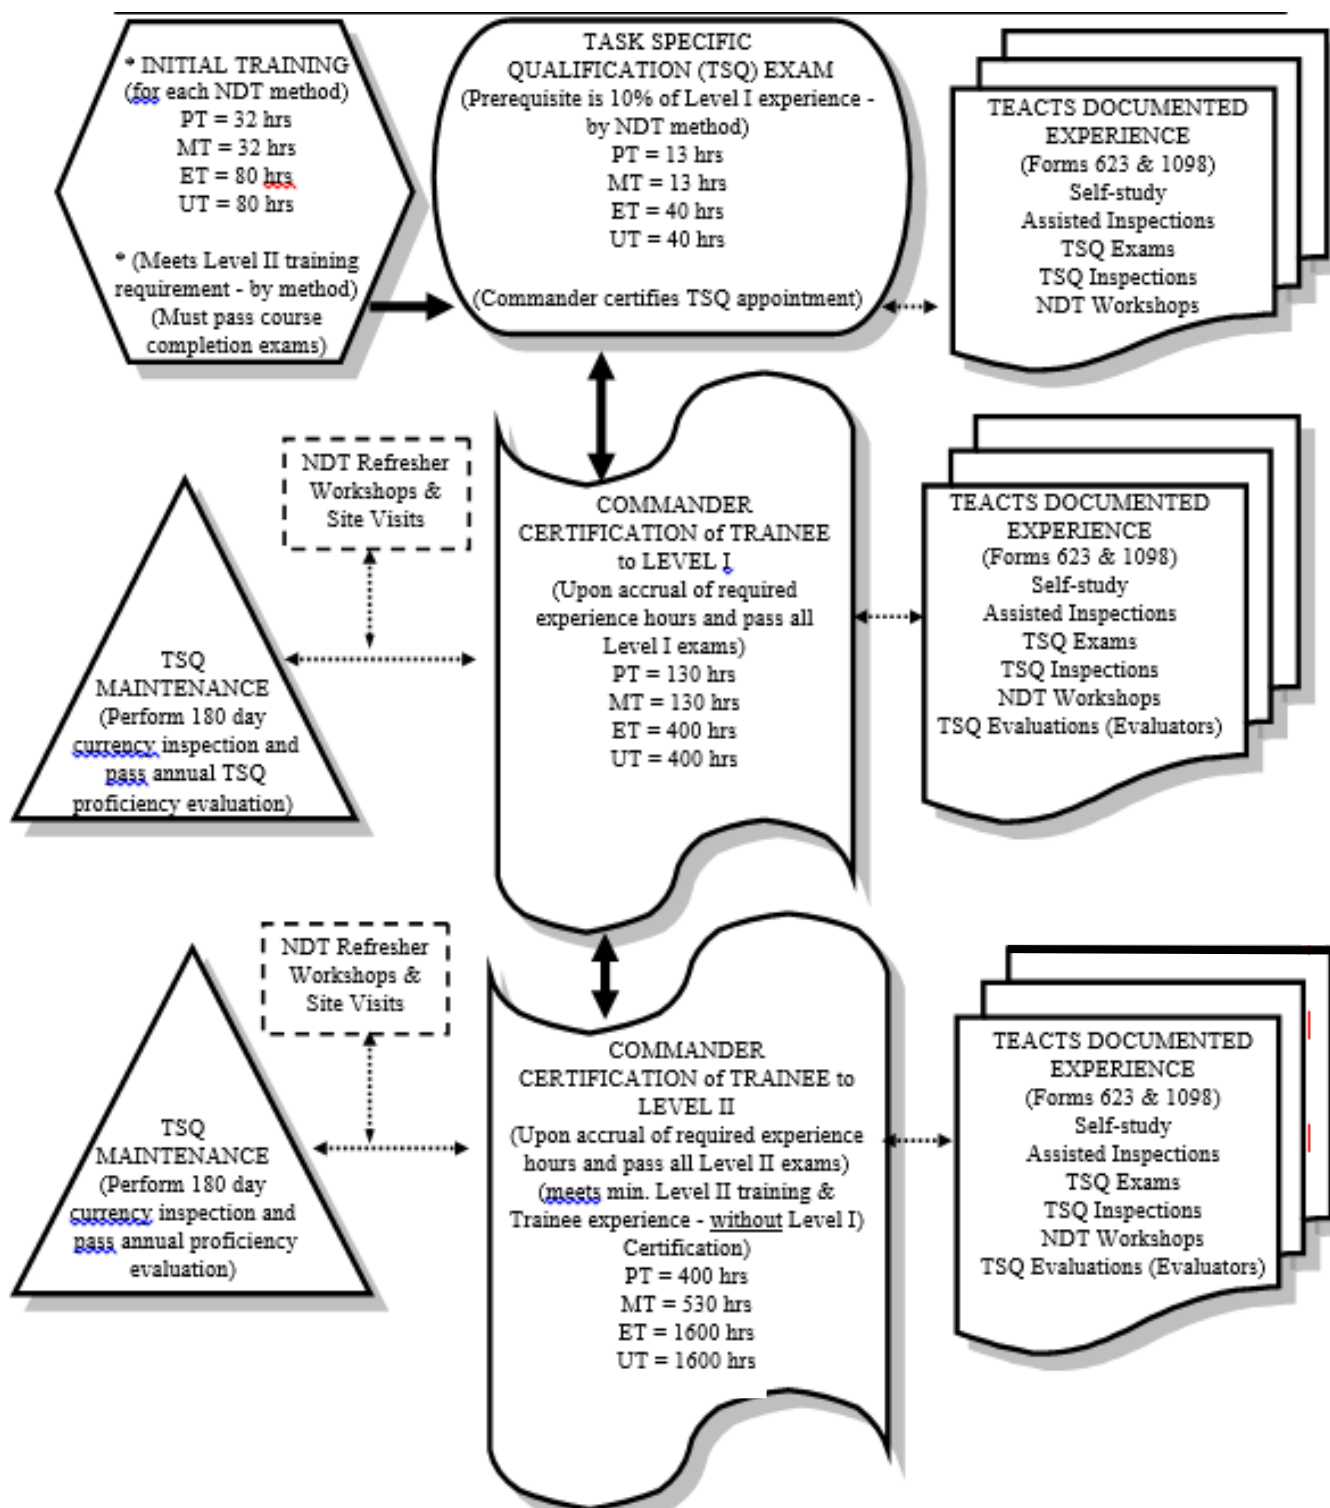 * INITIAL TRAINING
(for each NDT method)
PT = 32 hrs
MT = 32 hrs
ET = 80 hrs
UT = 80 hrs
* (Meets Level II training
requirement - by method)
(Must pass course
completion exams)
TASK SPECIFIC
QUALIFICATION (TSQ) EXAM
(Prerequisite is 10% of Level I experience -
by NDT method)
PT = 13 hrs
MT = 13 hrs
ET = 40 hrs
UT = 40 hrs
(Commander certifies TSQ appointment)
TEACTS DOCUMENTED
EXPERIENCE
(Forms 623 & 1098)
Self-study
Assisted Inspections
TSQ Exams
TSQ Inspections
NDT Workshops
NDT Refresher
Workshops &
Site Visits
TSQ
MAINTENANCE
(Perform 180 day
currency inspection and
pass annual TSQ
proficiency evaluation)
COMMANDER
CERTIFICATION of TRAINEE
to LEVEL I
(Upon accrual of required
experience hours and pass all
Level I exams)
PT = 130 hrs
MT = 130 hrs
ET = 400 hrs
UT = 400 hrs
TEACTS DOCUMENTED
EXPERIENCE
(Forms 623 & 1098)
Self-study
Assisted Inspections
TSQ Exams
TSQ Inspections
NDT Workshops
TSQ Evaluations (Evaluators)
NDT Refresher
Workshops &
Site Visits
TSQ
MAINTENANCE
(Perform 180 day
currency inspection and
pass annual proficiency
evaluation)
COMMANDER
CERTIFICATION of TRAINEE to
LEVEL II
(Upon accrual of required experience
hours and pass all Level II exams)
(meets min. Level II training &
Trainee experience - without Level I)
Certification)
PT = 400 hrs
MT = 530 hrs
ET = 1600 hrs
UT = 1600 hrs
TEACTS DOCUMENTED
EXPERIENCE
(Forms 623 & 1098)
Self-study
Assisted Inspections
TSQ Exams
TSQ Inspections
NDT Workshops
TSQ Evaluations (Evaluators)